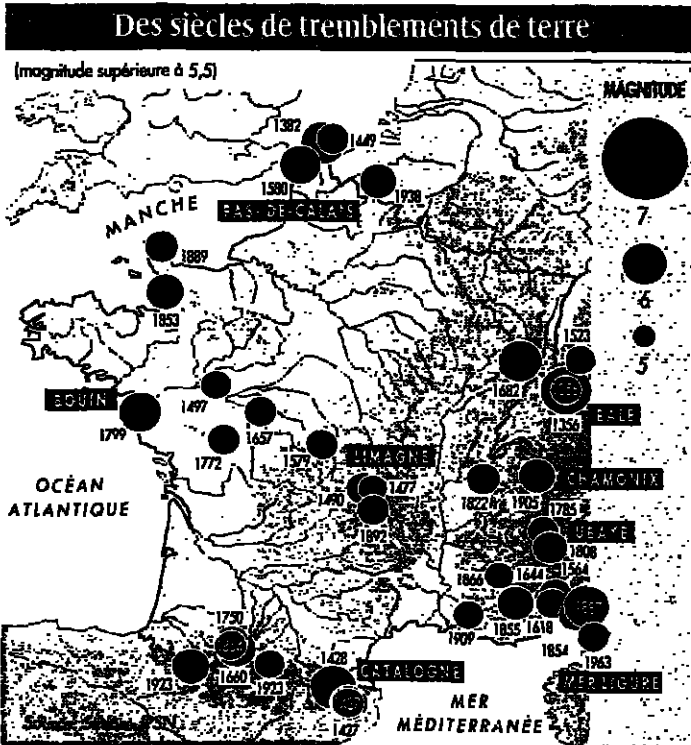 Des siècles de tremblements de terre
(magnitude supérieure à 5,5)
MAGNITUDE
7
6
5
1382
1449
1580
1938
PAS-DE-CALAIS
MANCHE
1889
1853
1523
1682
BALE
1356
1497
BOUIN
1799
1657
1772
1579
LIMAGNE
1477
1490
1892
CHAMONIX
1822
1905
1785
UBAYE
1808
OCÉAN
ATLANTIQUE
1866
1644
1564
1909
1855
1618
1854
1963
MER LIGURE
1750
1660
1923
1428
CATALOGNE
1427
MER
MÉDITERRANÉE